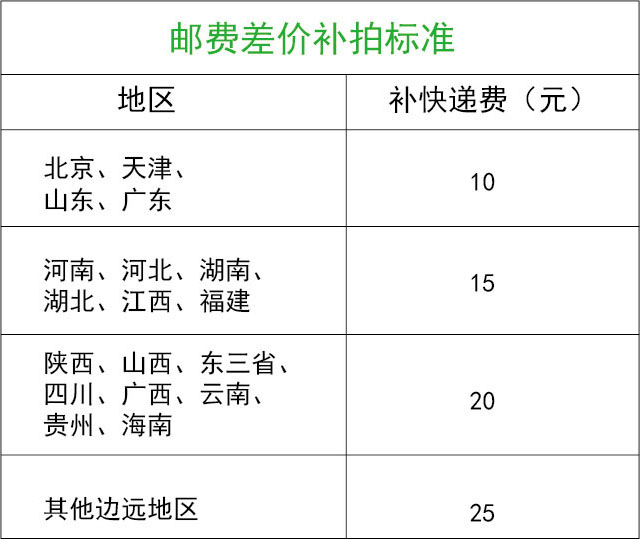 邮费差价补拍标准
地区
补快递费（元）
北京、天津、
山东、广东
10
河南、河北、湖南、
湖北、江西、福建
15
陕西、山西、东三省、
四川、广西、云南、
贵州、海南
20
其他边远地区
25